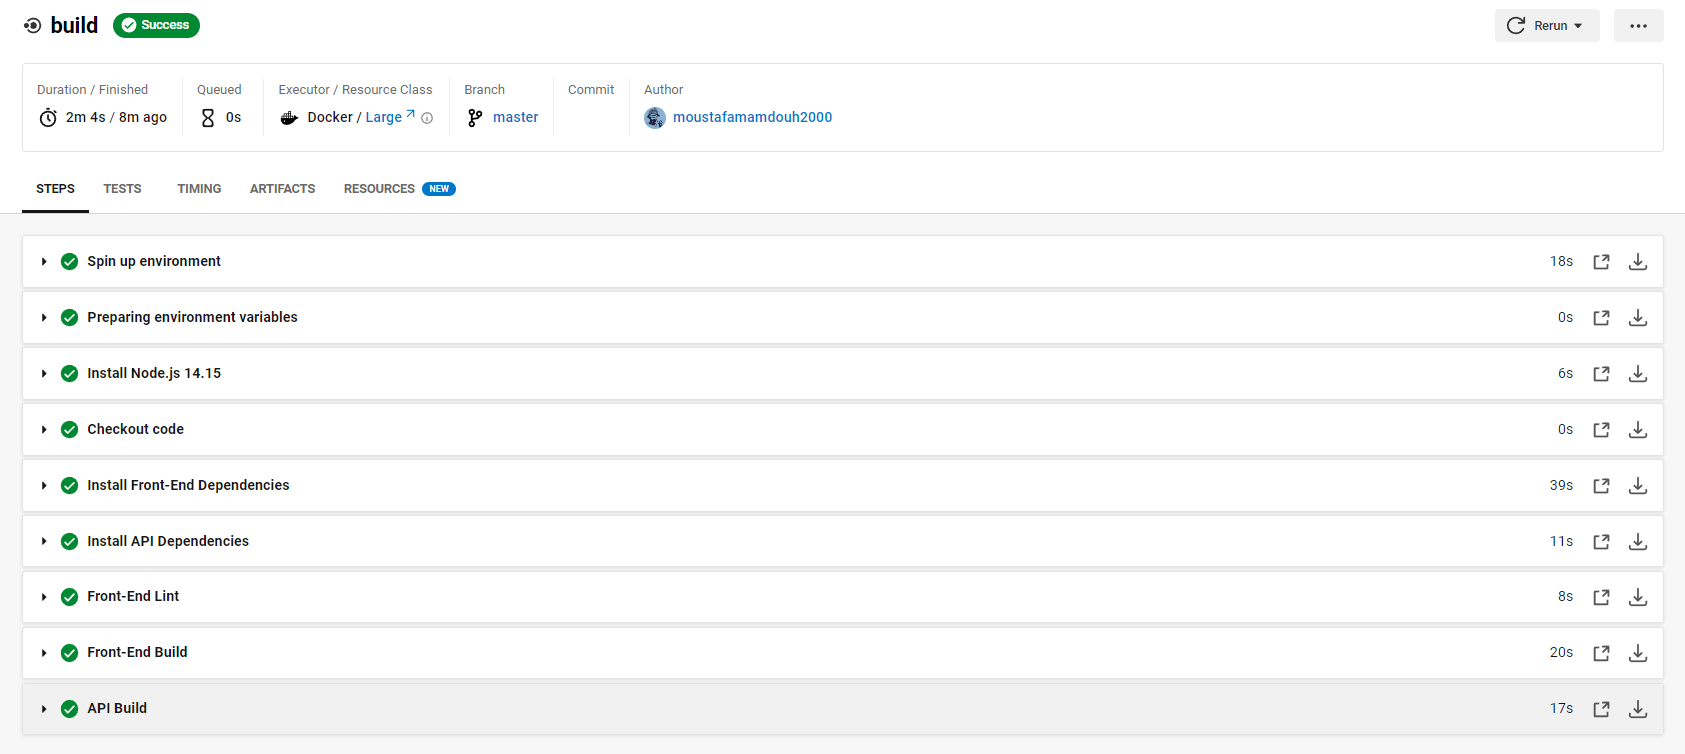 build Success Rerun
Duration / Finished Queued Executor / Resource Class Branch Commit Author
2m 4s / 8m ago 0s Docker / Large master moustafamamdouh2000
STEPS TESTS TIMING ARTIFACTS RESOURCES NEW
Spin up environment 18s
Preparing environment variables 0s
Install Node.js 14.15 6s
Checkout code 0s
Install Front-End Dependencies 39s
Install API Dependencies 11s
Front-End Lint 8s
Front-End Build 20s
API Build 17s